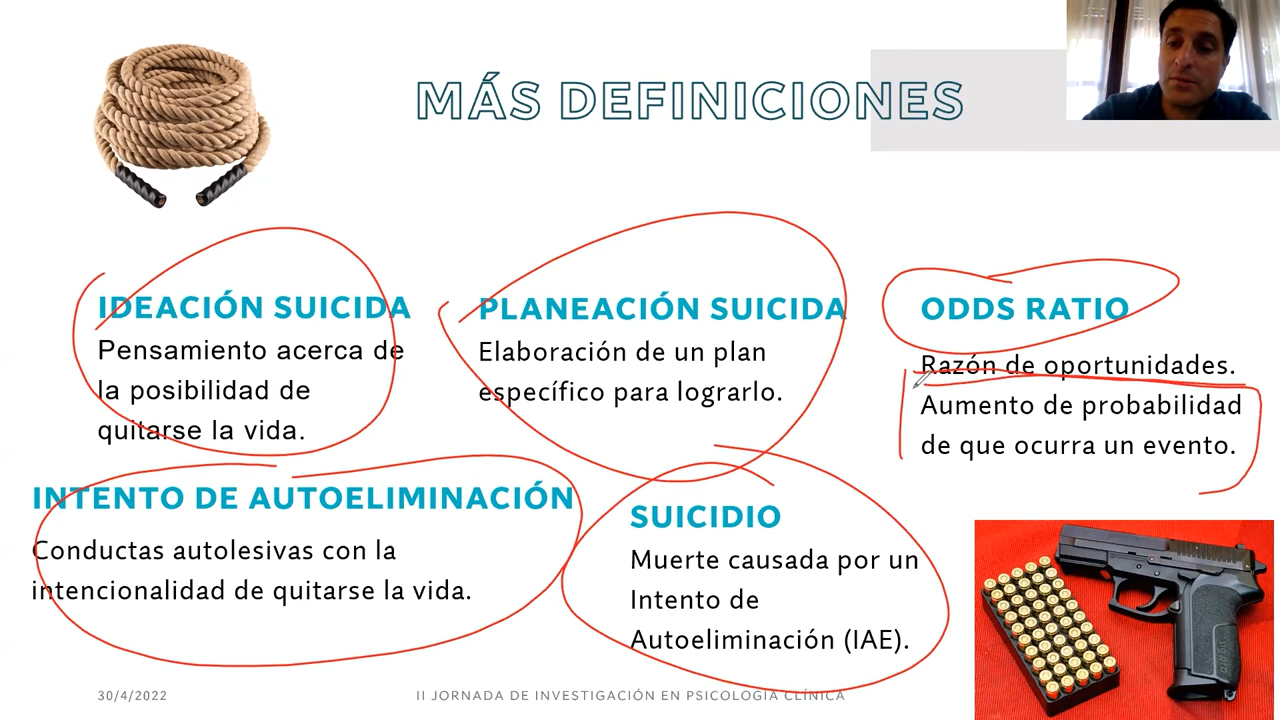 MÁS DEFINICIONES
IDEACIÓN SUICIDA
Pensamiento acerca de
la posibilidad de
quitarse la vida.
PLANEACIÓN SUICIDA
Elaboración de un plan
específico para lograrlo.
ODDS RATIO
Razón de oportunidades.
Aumento de probabilidad
de que ocurra un evento.
INTENTO DE AUTOELIMINACIÓN
Conductas autolesivas con la
intencionalidad de quitarse la vida.
SUICIDIO
Muerte causada por un
Intento de
Autoeliminación (IAE).
30/4/2022
II JORNADA DE INVESTIGACIÓN EN PSICOLOGÍA CLÍNICA